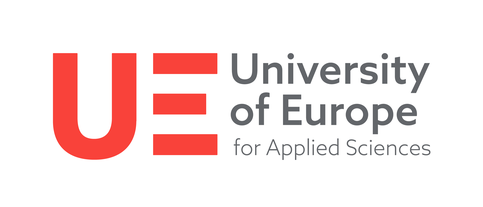 UE
University
of Europe
for Applied Sciences